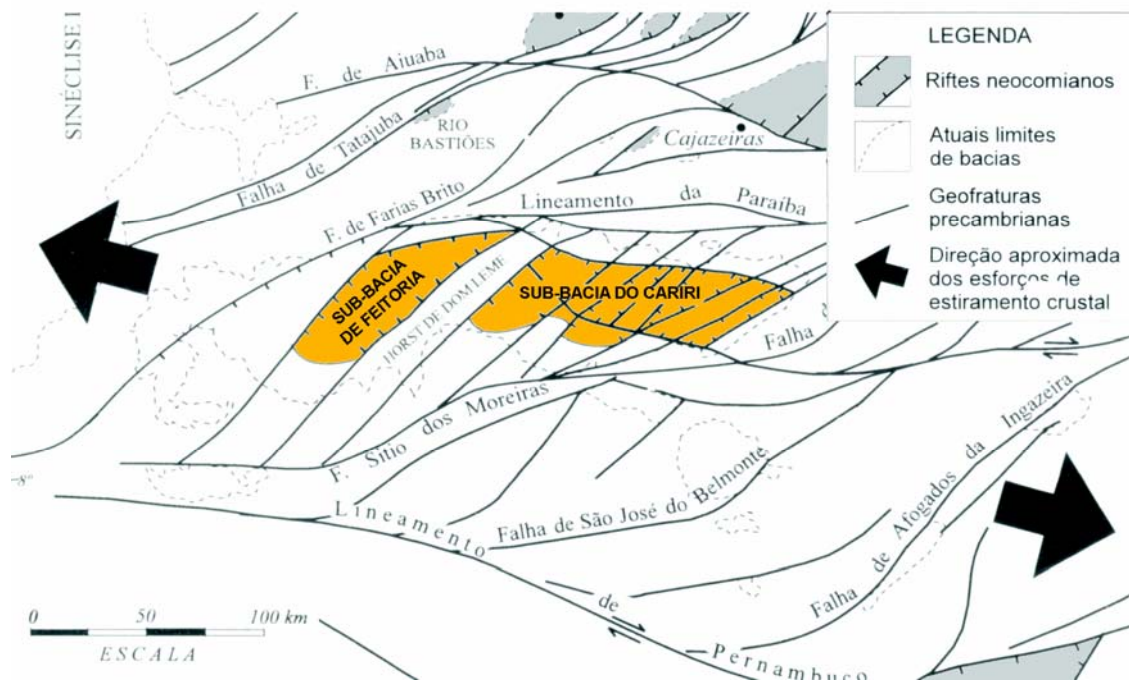 SINÉCLISE
F. de Aiuaba
Falha de Tatajuba
RIO
BASTIÕES
Cajazeiras
F. de Farias Brito
Lineamento da Paraíba
SUB-BACIA
DE FEITORIA
HORST DE DOM LEME
SUB-BACIA DO CARIRI
Falha
F. Sítio dos Moreiras
Lineamento de Pernambuco
Falha de São José do Belmonte
Falha de Afogados da Ingazeira
0 50 100 km
ESCALA
LEGENDA
Riftes neocomianos
Atuais limites
de bacias
Geofraturas
precambrianas
Direção aproximada
dos esforços de
estiramento crustal